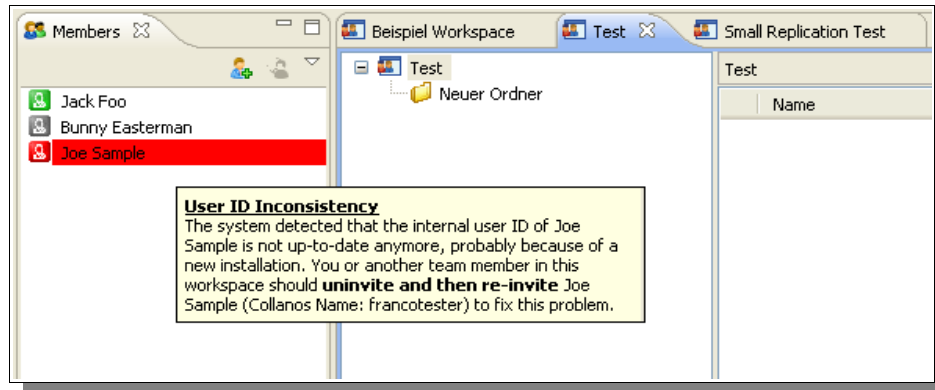 Members
Beispiel Workspace
Test
Small Replication Test
Test
Neuer Ordner
Test
Name
Jack Foo
Bunny Easterman
Joe Sample
User ID Inconsistency
The system detected that the internal user ID of Joe
Sample is not up-to-date anymore, probably because of a
new installation. You or another team member in this
workspace should uninvite and then re-invite Joe
Sample (Collanos Name: francotester) to fix this problem.